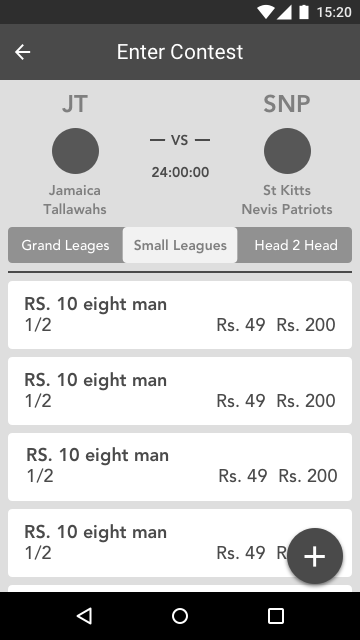 15:20
Enter Contest
JT
SNP
VS
24:00:00
Jamaica
Tallawahs
St Kitts
Nevis Patriots
Grand Leages
Small Leagues
Head 2 Head
RS. 10 eight man
1/2
Rs. 49 Rs. 200
RS. 10 eight man
1/2
Rs. 49 Rs. 200
RS. 10 eight man
1/2
Rs. 49 Rs. 200
RS. 10 eight man
1/2
Rs. 49